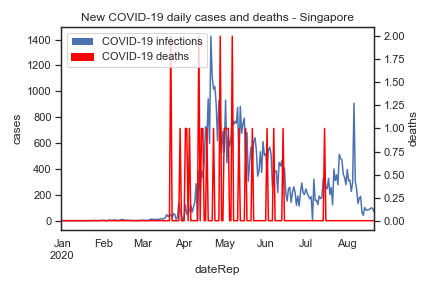 New COVID-19 daily cases and deaths - Singapore
COVID-19 infections
COVID-19 deaths
1400
1200
1000
800
600
400
200
0
cases
2.00
1.75
1.50
1.25
1.00
0.75
0.50
0.25
0.00
deaths
Jan Feb Mar Apr May Jun Jul Aug
2020
dateRep